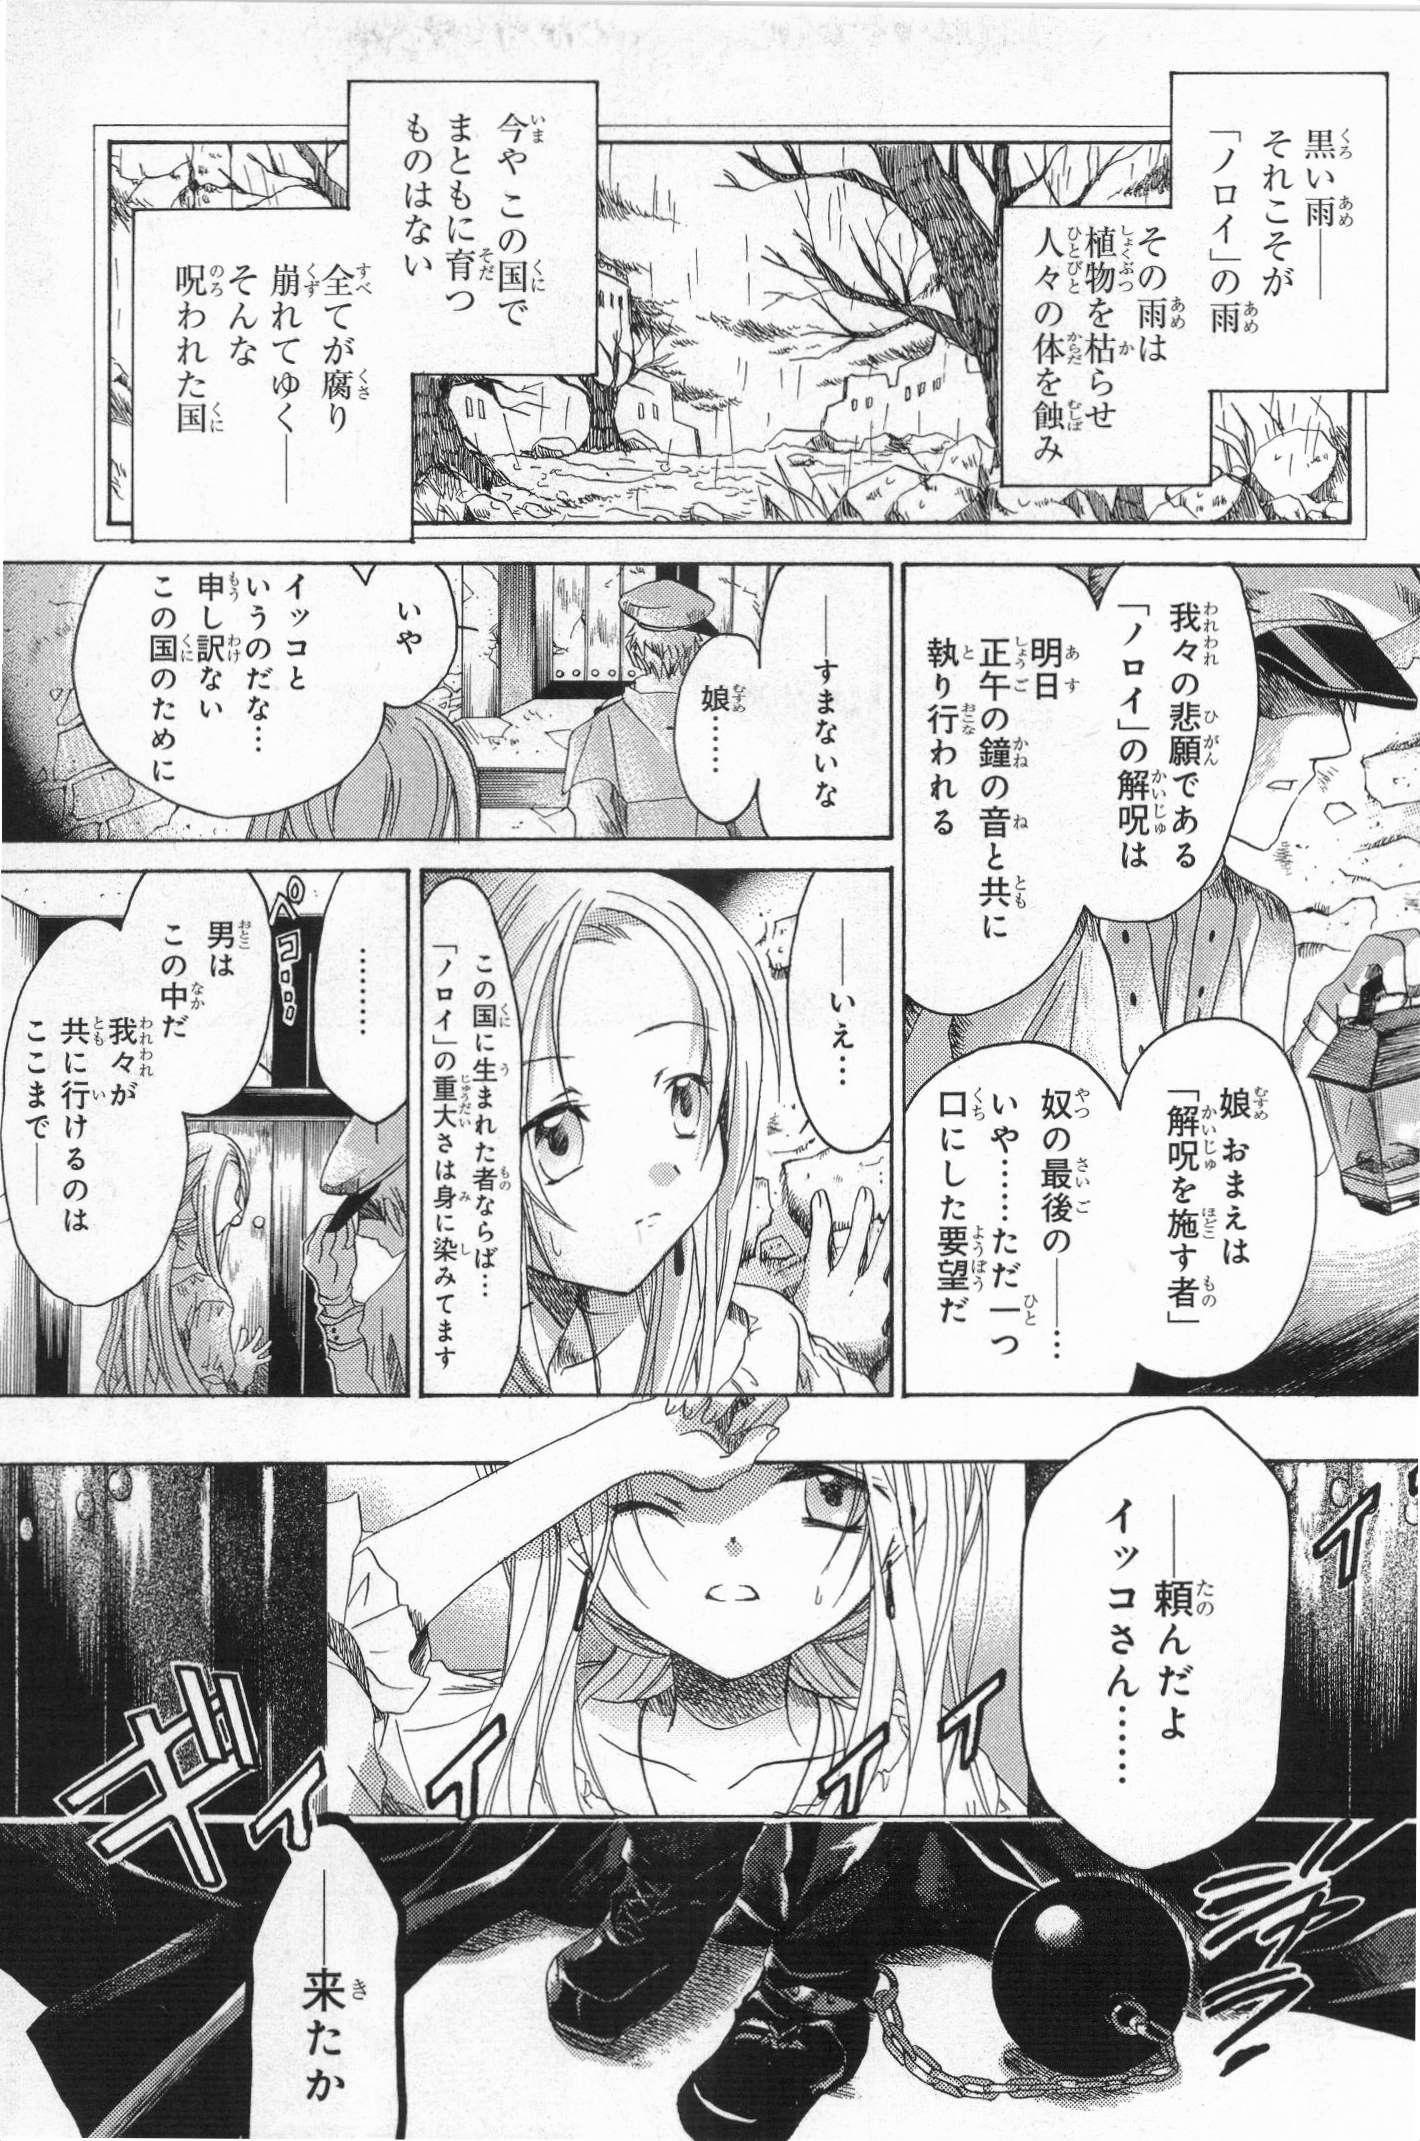 黒い雨――
それこそが
「ノロイ」の雨
その雨は
植物を枯らせ
人々の体を蝕み
今や この国で
まともに育つ
ものはない
全てが腐り
崩れてゆく――
そんな
呪われた国
我々の悲願である
「ノロイ」の解呪は
明日
正午の鐘の音と共に
執り行われる
娘 おまえは
「解呪を施す者」
奴の最後の――…
いや……ただ一つ
口にした要望だ
――すまないな
娘……
いや
イッコと
いうのだな…
申し訳ない
この国のために
――いえ…
この国に生まれた者ならば…
「ノロイ」の重大さは身に染みてます
………
ペコ…
男は
この中だ
我々が
共に行けるのは
ここまで――
――頼んだよ
イッコさん……
ギィィィィィ
ジャラ
――来たか